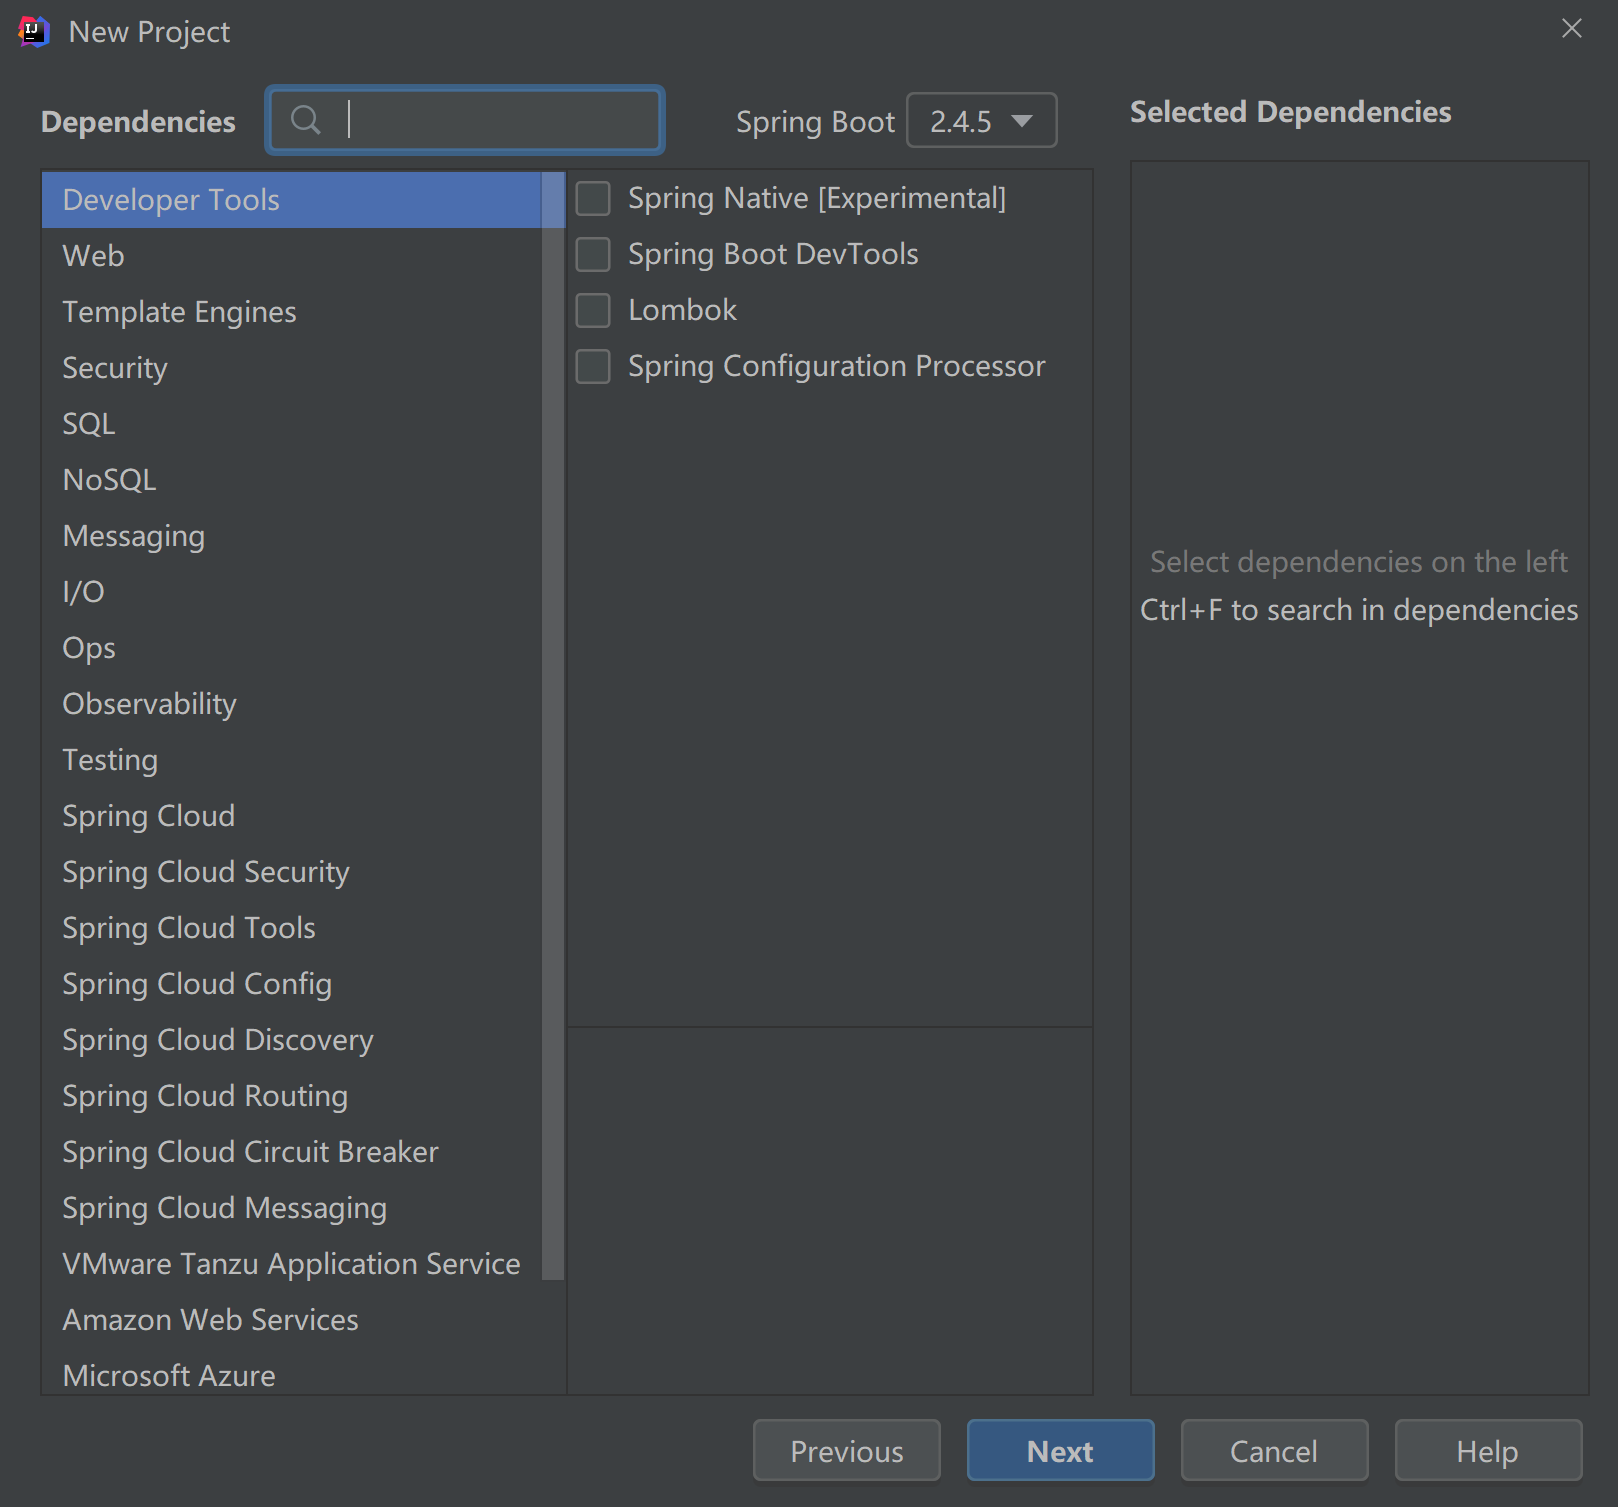 IJ
New Project
Dependencies
Spring Boot
2.4.5
Selected Dependencies
Developer Tools
Web
Template Engines
Security
SQL
NoSQL
Messaging
I/O
Ops
Observability
Testing
Spring Cloud
Spring Cloud Security
Spring Cloud Tools
Spring Cloud Config
Spring Cloud Discovery
Spring Cloud Routing
Spring Cloud Circuit Breaker
Spring Cloud Messaging
VMware Tanzu Application Service
Amazon Web Services
Microsoft Azure
Spring Native [Experimental]
Spring Boot DevTools
Lombok
Spring Configuration Processor
Select dependencies on the left
Ctrl+F to search in dependencies
Previous
Next
Cancel
Help